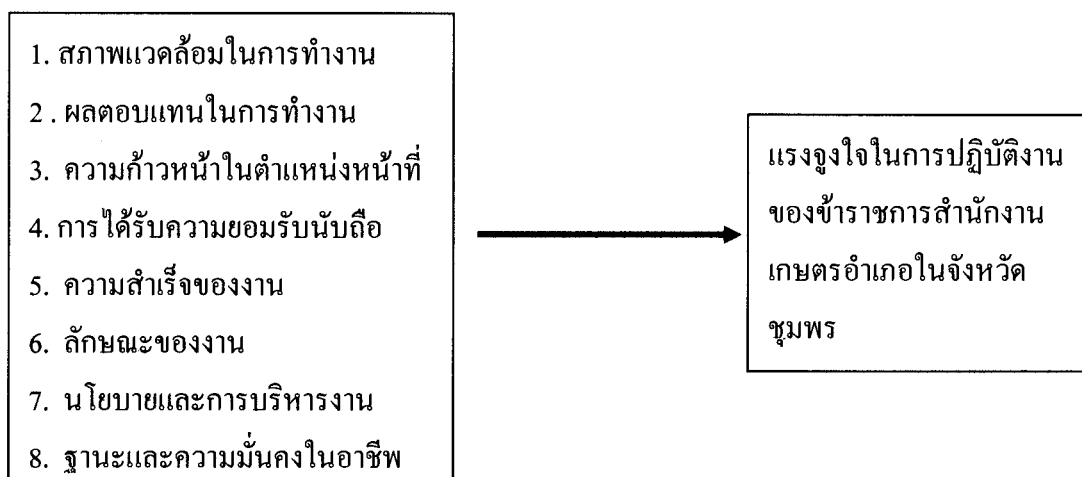 1. สภาพแวดล้อมในการทำงาน
2 . ผลตอบแทนในการทำงาน
3. ความก้าวหน้าในตำแหน่งหน้าที่
4. การได้รับความยอมรับนับถือ
5. ความสำเร็จของงาน
6. ลักษณะของงาน
7. นโยบายและการบริหารงาน
8. ฐานะและความมั่นคงในอาชีพ
แรงจูงใจในการปฏิบัติงาน
ของข้าราชการสำนักงาน
เกษตรอำเภอในจังหวัด
ชุมพร